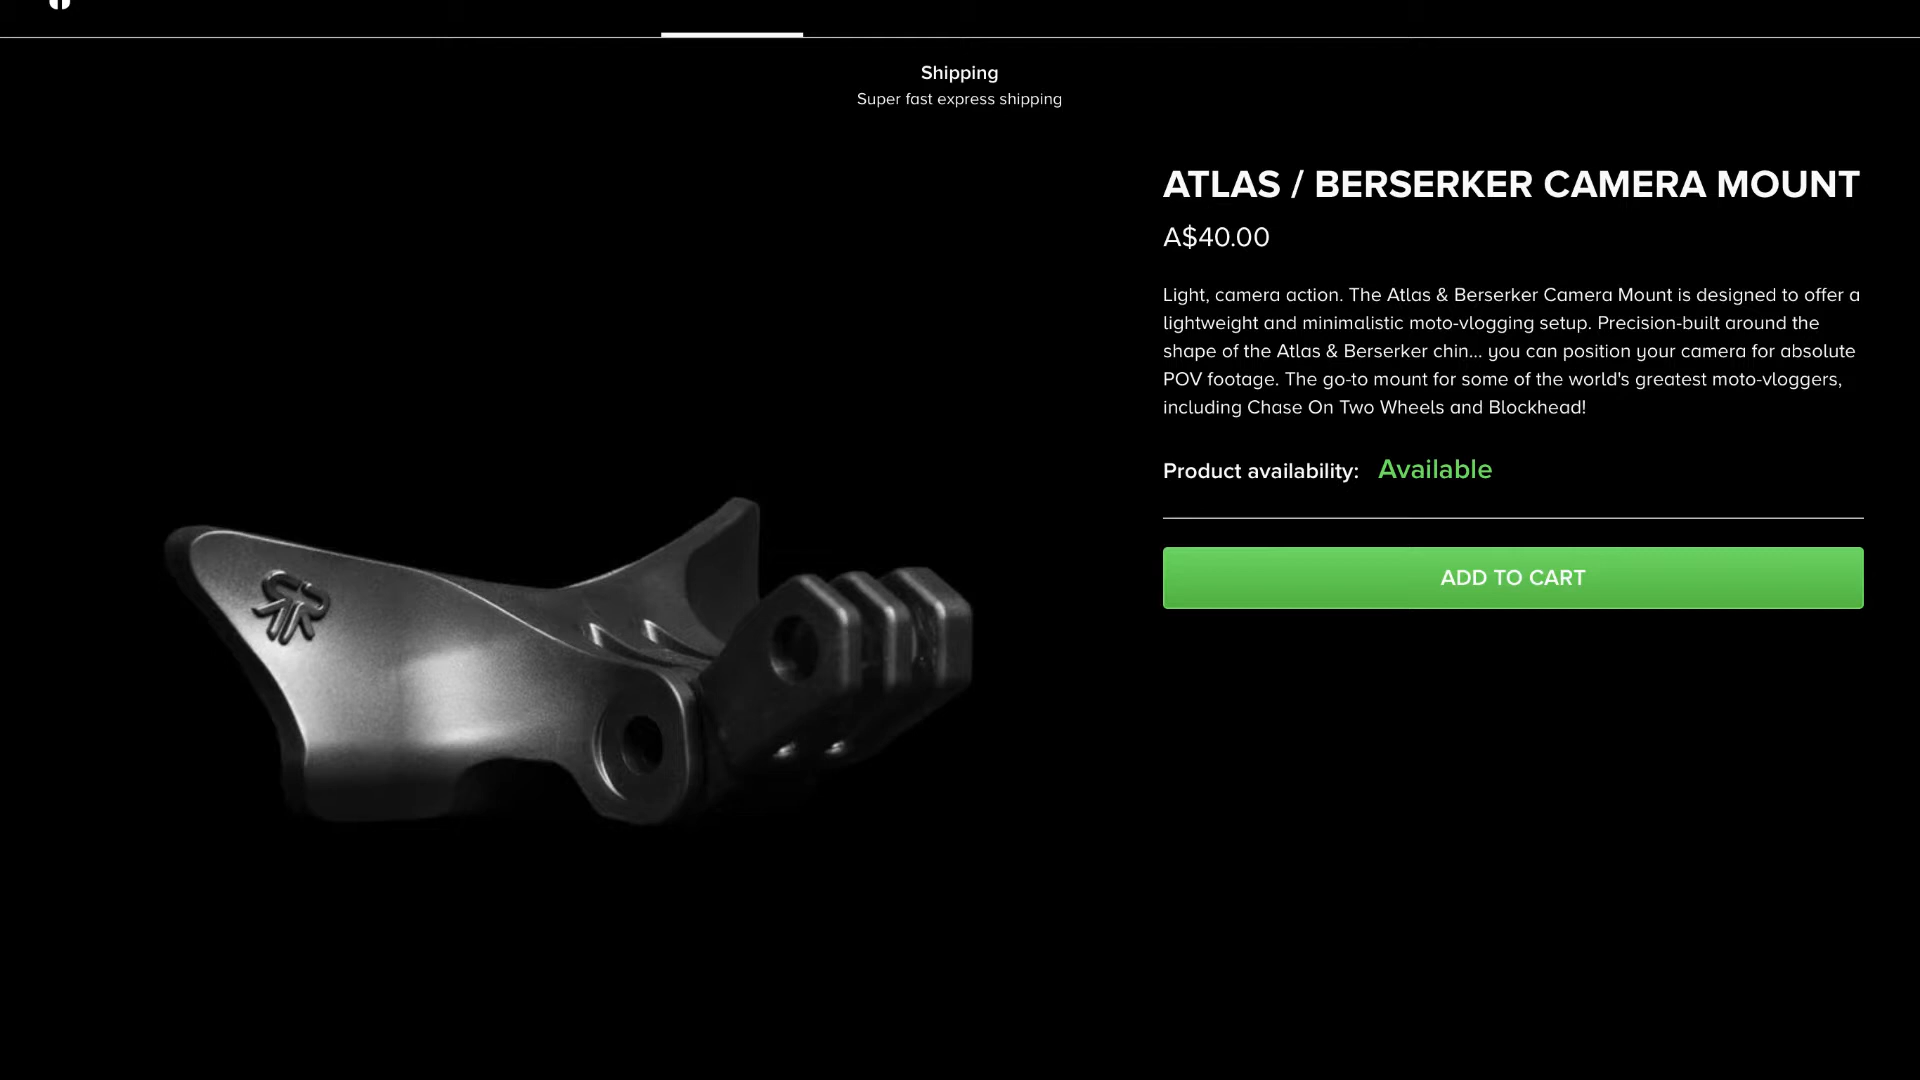 Shipping
Super fast express shipping
ATLAS / BERSERKER CAMERA MOUNT
A$40.00
Light, camera action. The Atlas & Berserker Camera Mount is designed to offer a
lightweight and minimalistic moto-vlogging setup. Precision-built around the
shape of the Atlas & Berserker chin... you can position your camera for absolute
POV footage. The go-to mount for some of the world's greatest moto-vloggers,
including Chase On Two Wheels and Blockhead!
Product availability: Available
ADD TO CART